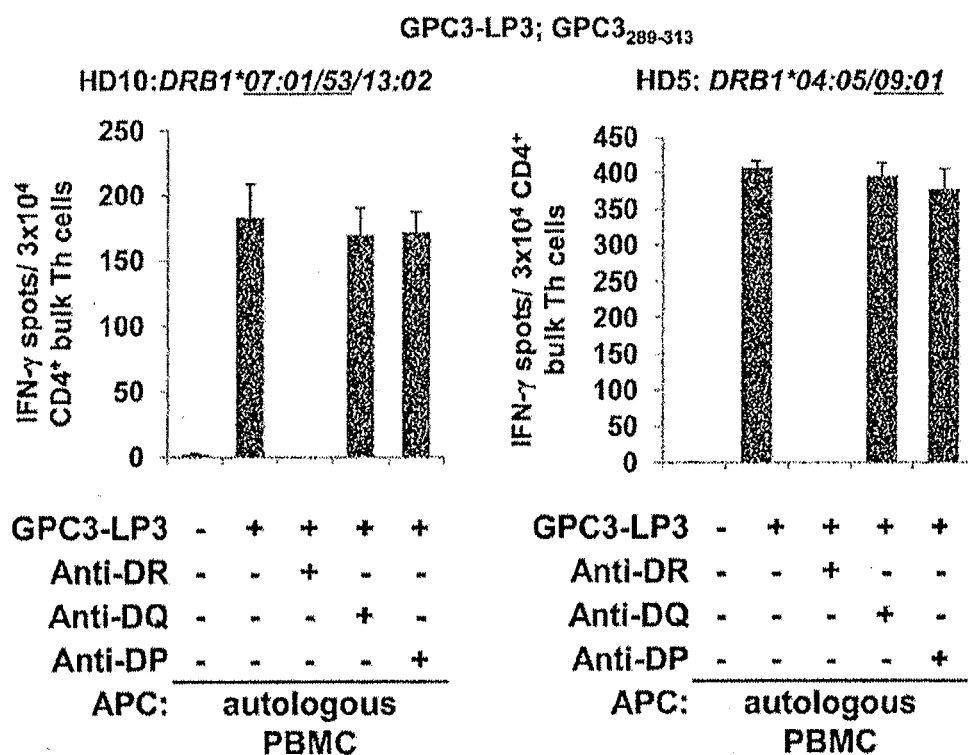 GPC3-LP3; GPC3289-313
HD10:DRB1*07:01/53/13:02
IFN-γ spots/ 3x10⁴
CD4⁺ bulk Th cells
250
200
150
100
50
0
GPC3-LP3 - + + + +
Anti-DR - - + - -
Anti-DQ - - - + -
Anti-DP - - - - +
APC: autologous
PBMC
HD5: DRB1*04:05/09:01
IFN-γ spots/ 3x10⁴ CD4⁺
bulk Th cells
450
400
350
300
250
200
150
100
50
0
GPC3-LP3 - + + + +
Anti-DR - - + - -
Anti-DQ - - - + -
Anti-DP - - - - +
APC: autologous
PBMC